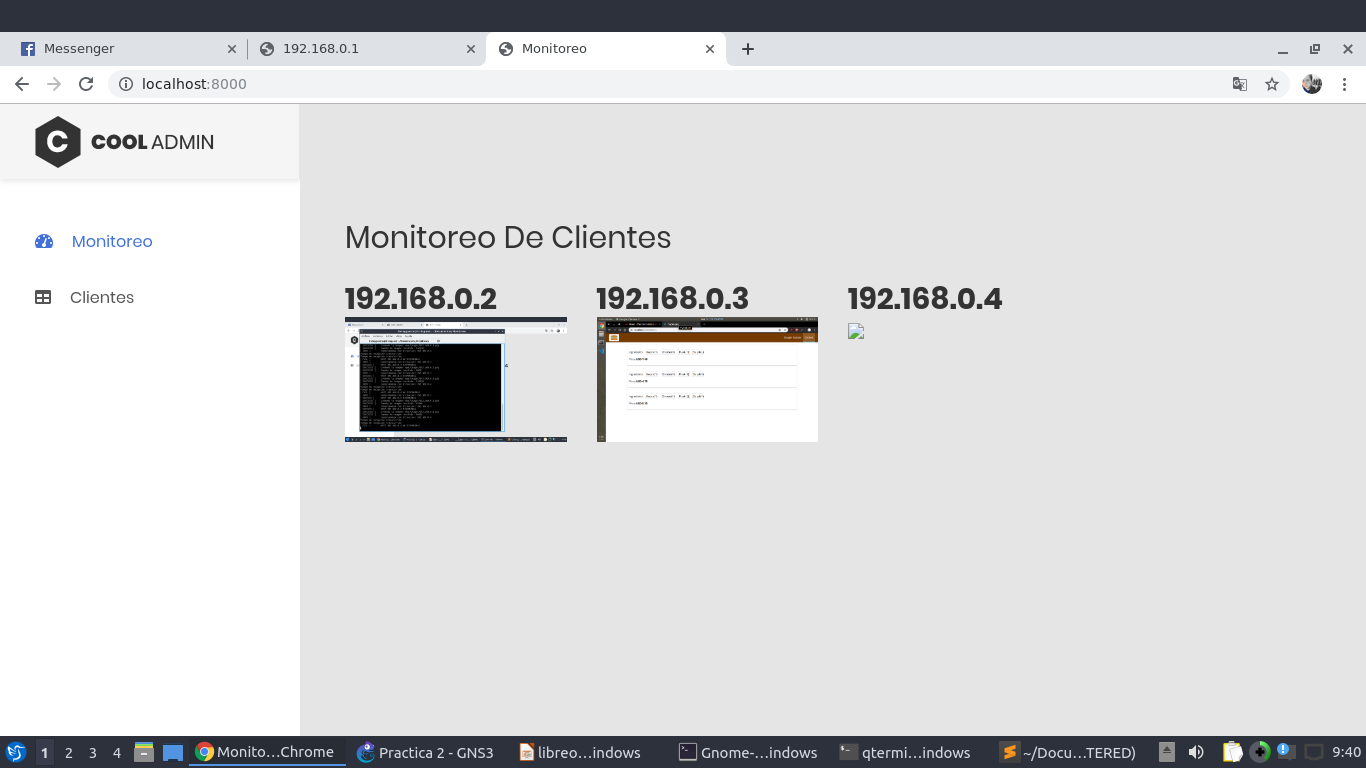 Messenger
192.168.0.1
Monitoreo
localhost:8000
C COOL ADMIN
Monitoreo
Clientes
Monitoreo De Clientes
192.168.0.2
192.168.0.3
192.168.0.4
1 2 3 4 Monito...Chrome Practica 2 - GNS3 libreo...indows Gnome-...indows qtermi...indows ~/Docu...TERED) 9:40